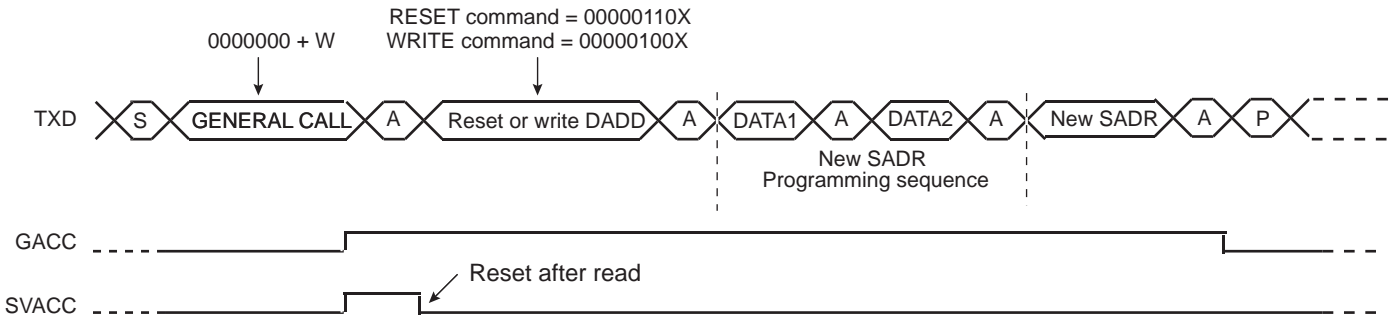 RESET command = 00000110X
0000000 + W
WRITE command = 00000100X
TXD
S
GENERAL CALL
A
Reset or write DADD
A
DATA1
A
DATA2
A
New SADR
A
P
New SADR
Programming sequence
GACC
Reset after read
SVACC